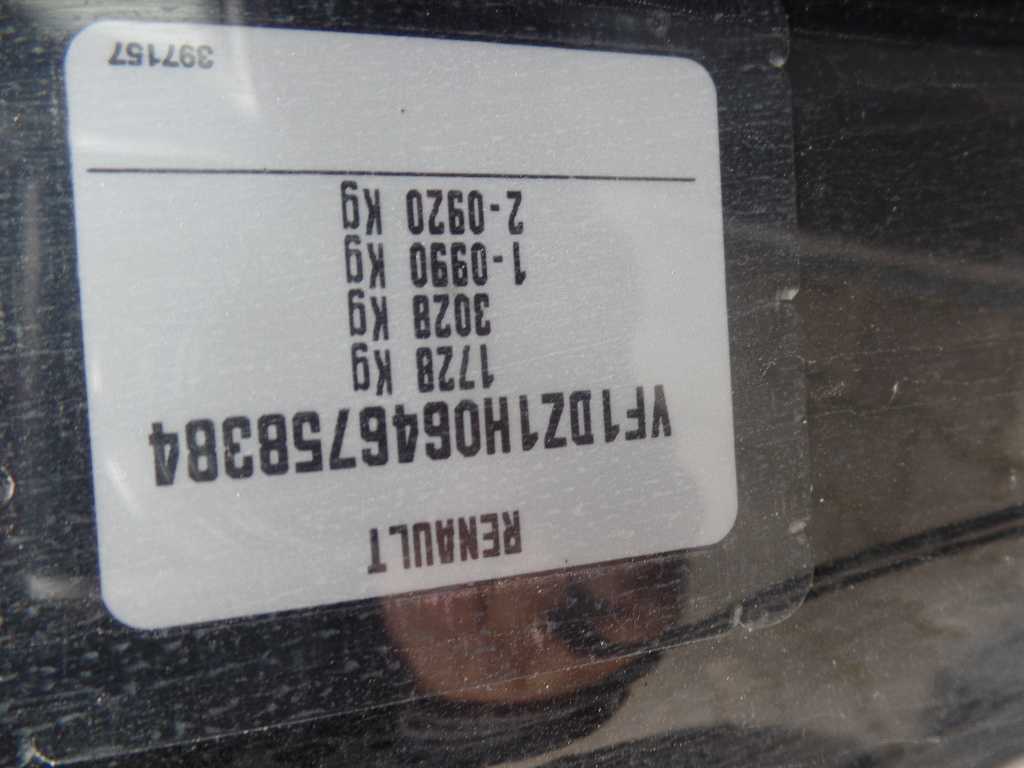 RENAULT
VF1DZ1H0646758384
1728 Kg
3028 Kg
1-0990 Kg
2-0920 Kg
397157